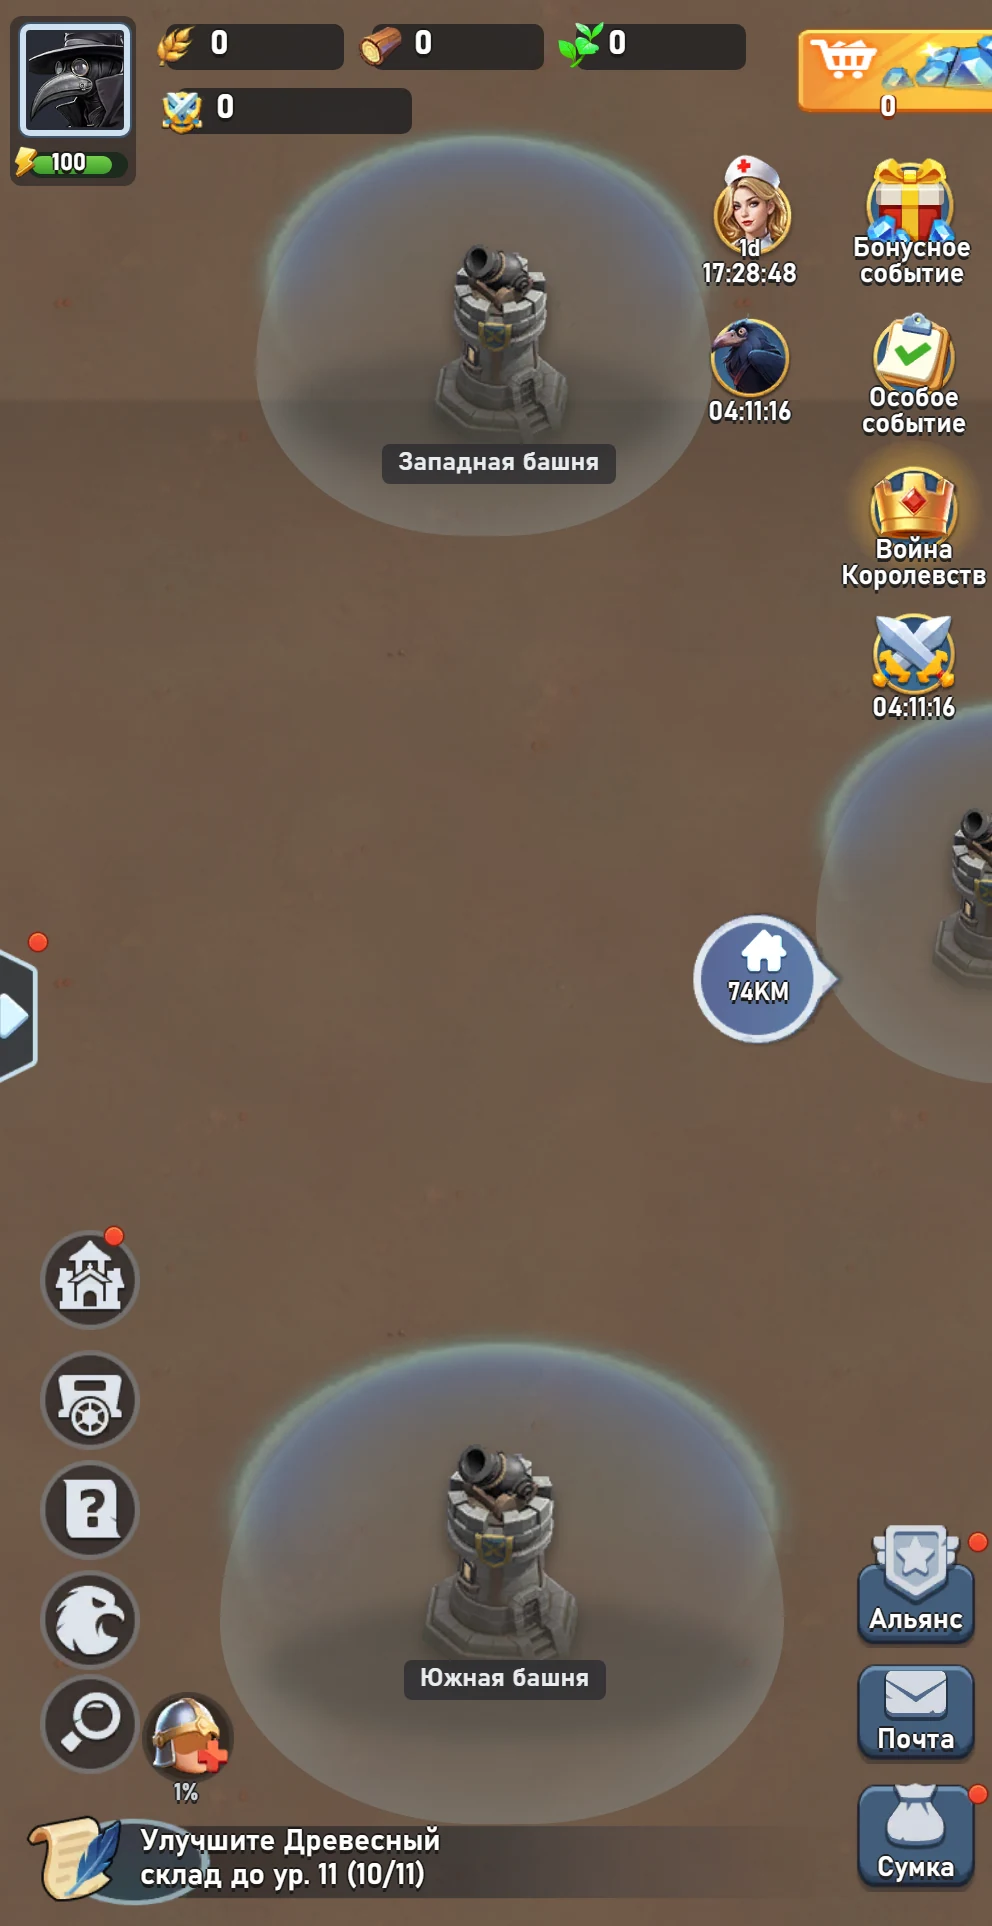 0
0
0
0
0
100
1d
17:28:48
Бонусное
событие
04:11:16
Особое
событие
Западная башня
Война
Королевств
04:11:16
74KM
Альянс
Южная башня
Почта
1%
Улучшите Древесный
склад до ур. 11 (10/11)
Сумка